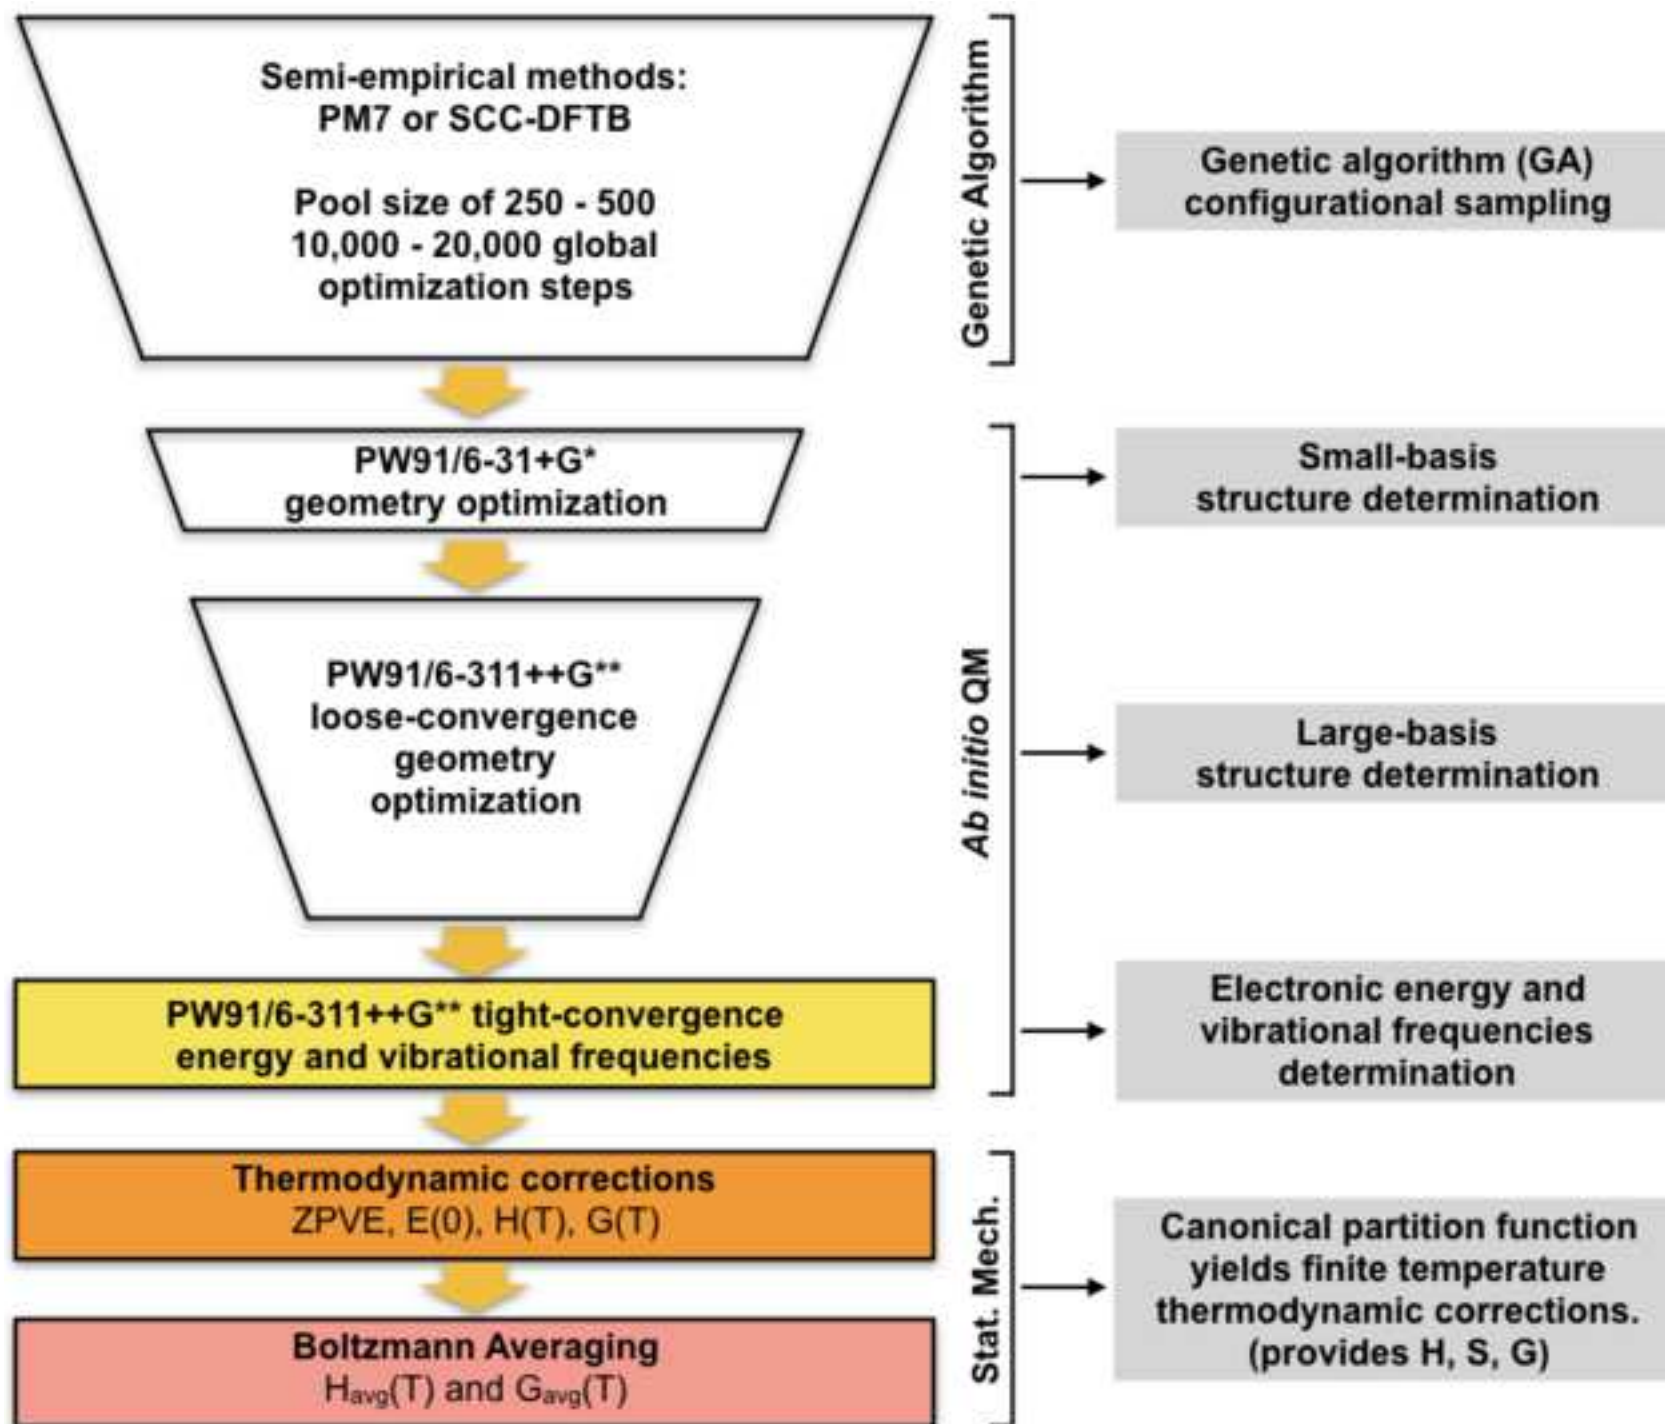 Semi-empirical methods:
PM7 or SCC-DFTB
Pool size of 250 - 500
10,000 - 20,000 global
optimization steps
Genetic Algorithm
Genetic algorithm (GA)
configurational sampling
PW91/6-31+G*
geometry optimization
Small-basis
structure determination
PW91/6-311++G**
loose-convergence
geometry
optimization
Ab initio QM
Large-basis
structure determination
PW91/6-311++G** tight-convergence
energy and vibrational frequencies
Electronic energy and
vibrational frequencies
determination
Thermodynamic corrections
ZPVE, E(0), H(T), G(T)
Boltzmann Averaging
Havg(T) and Gavg(T)
Stat. Mech.
Canonical partition function
yields finite temperature
thermodynamic corrections.
(provides H, S, G)